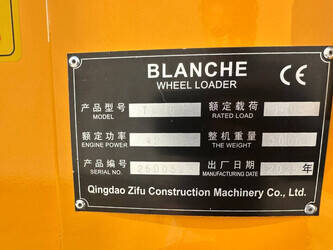 BLANCHE
CE
WHEEL LOADER
产品型号 额定载荷
MODEL RATED LOAD
额定功率 整机重量
ENGINE POWER THE WEIGHT
产品编号 出厂日期 年
SERIAL NO. MANUFACTURING DATE
Qingdao Zifu Construction Machinery Co., Ltd.